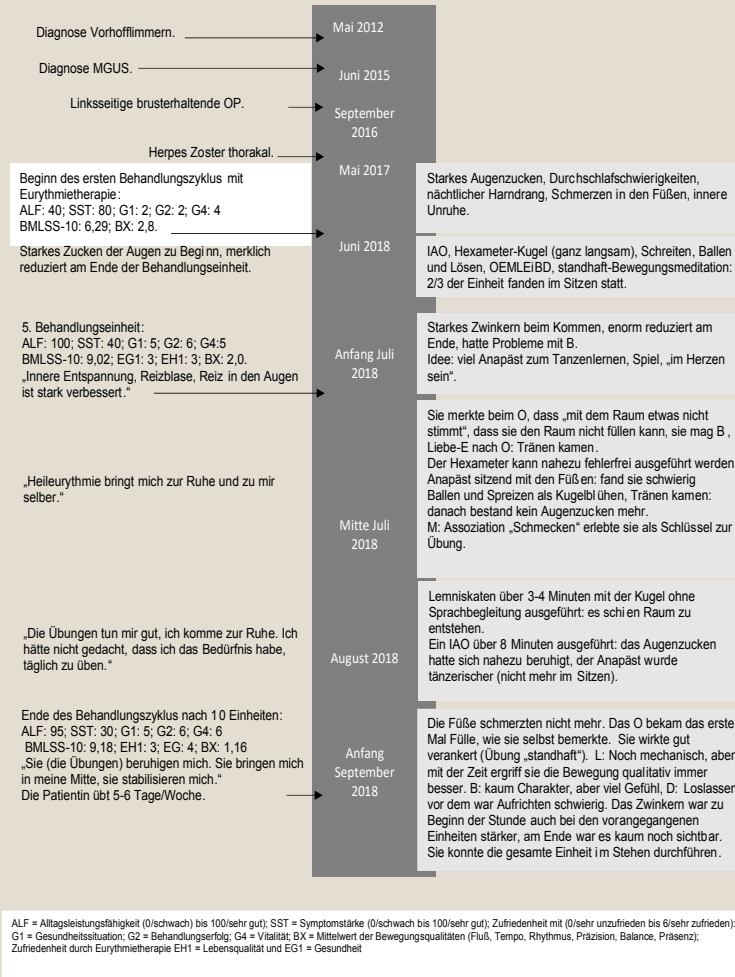 Diagnose Vorhofflimmern.
Mai 2012
Diagnose MGUS.
Juni 2015
Linksseitige brusterhaltende OP.
September
2016
Herpes Zoster thorakal.
Mai 2017
Beginn des ersten Behandlungszyklus mit
Eurythmietherapie:
ALF: 40; SST: 80; G1: 2; G2: 2; G4: 4
BMLSS-10: 6,29; BX: 2,8.
Starkes Augenzucken, Durchschlafschwierigkeiten,
nächtlicher Harndrang, Schmerzen in den Füßen, innere
Unruhe.
Juni 2018
Starkes Zucken der Augen zu Beginn, merklich
reduziert am Ende der Behandlungseinheit.
IAO, Hexameter-Kugel (ganz langsam), Schreiten, Ballen
und Lösen, OEMLEiBD, standhaft-Bewegungsmeditation:
2/3 der Einheit fanden im Sitzen statt.
5. Behandlungseinheit:
ALF: 100; SST: 40; G1: 5; G2: 6; G4:5
BMLSS-10: 9,02; EG1: 3; EH1: 3; BX: 2,0.
„Innere Entspannung, Reizblase, Reiz in den Augen
ist stark verbessert.“
Anfang Juli
2018
Starkes Zwinkern beim Kommen, enorm reduziert am
Ende, hatte Probleme mit B.
Idee: viel Anapäst zum Tanzenlernen, Spiel, „im Herzen
sein“.
„Heileurythmie bringt mich zur Ruhe und zu mir
selber.“
Mitte Juli
2018
Sie merkte beim O, dass „mit dem Raum etwas nicht
stimmt“, dass sie den Raum nicht füllen kann, sie mag B ,
Liebe-E nach O: Tränen kamen.
Der Hexameter kann nahezu fehlerfrei ausgeführt werden
Anapäst sitzend mit den Füßen: fand sie schwierig
Ballen und Spreizen als Kugelblühen, Tränen kamen:
danach bestand kein Augenzucken mehr.
M: Assoziation „Schmecken“ erlebte sie als Schlüssel zur
Übung.
„Die Übungen tun mir gut, ich komme zur Ruhe. Ich
hätte nicht gedacht, dass ich das Bedürfnis habe,
täglich zu üben.“
August 2018
Lemniskaten über 3-4 Minuten mit der Kugel ohne
Sprachbegleitung ausgeführt: es schien Raum zu
entstehen.
Ein IAO über 8 Minuten ausgeführt: das Augenzucken
hatte sich nahezu beruhigt, der Anapäst wurde
tänzerischer (nicht mehr im Sitzen).
Ende des Behandlungszyklus nach 10 Einheiten:
ALF: 95; SST: 30; G1: 5; G2: 6; G4: 6
BMLSS-10: 9,18; EH1: 3; EG: 4; BX: 1,16
„Sie (die Übungen) beruhigen mich. Sie bringen mich
in meine Mitte, sie stabilisieren mich.“
Die Patientin übt 5-6 Tage/Woche.
Anfang
September
2018
Die Füße schmerzten nicht mehr. Das O bekam das erste
Mal Fülle, wie sie selbst bemerkte. Sie wirkte gut
verankert (Übung „standhaft“). L: Noch mechanisch, aber
mit der Zeit ergriff sie die Bewegung qualitativ immer
besser. B: kaum Charakter, aber viel Gefühl, D: Loslassen
vor dem war Aufrichten schwierig. Das Zwinkern war zu
Beginn der Stunde auch bei den vorangegangenen
Einheiten stärker, am Ende war es kaum noch sichtbar.
Sie konnte die gesamte Einheit im Stehen durchführen.
ALF = Alltagsleistungsfähigkeit (0/schwach) bis 100/sehr gut); SST = Symptomstärke (0/schwach bis 100/sehr gut); Zufriedenheit mit (0/sehr unzufrieden bis 6/sehr zufrieden):
G1 = Gesundheitssituation; G2 = Behandlungserfolg; G4 = Vitalität; BX = Mittelwert der Bewegungsqualitäten (Fluß, Tempo, Rhythmus, Präzision, Balance, Präsenz);
Zufriedenheit durch Eurythmietherapie EH1 = Lebensqualität und EG1 = Gesundheit